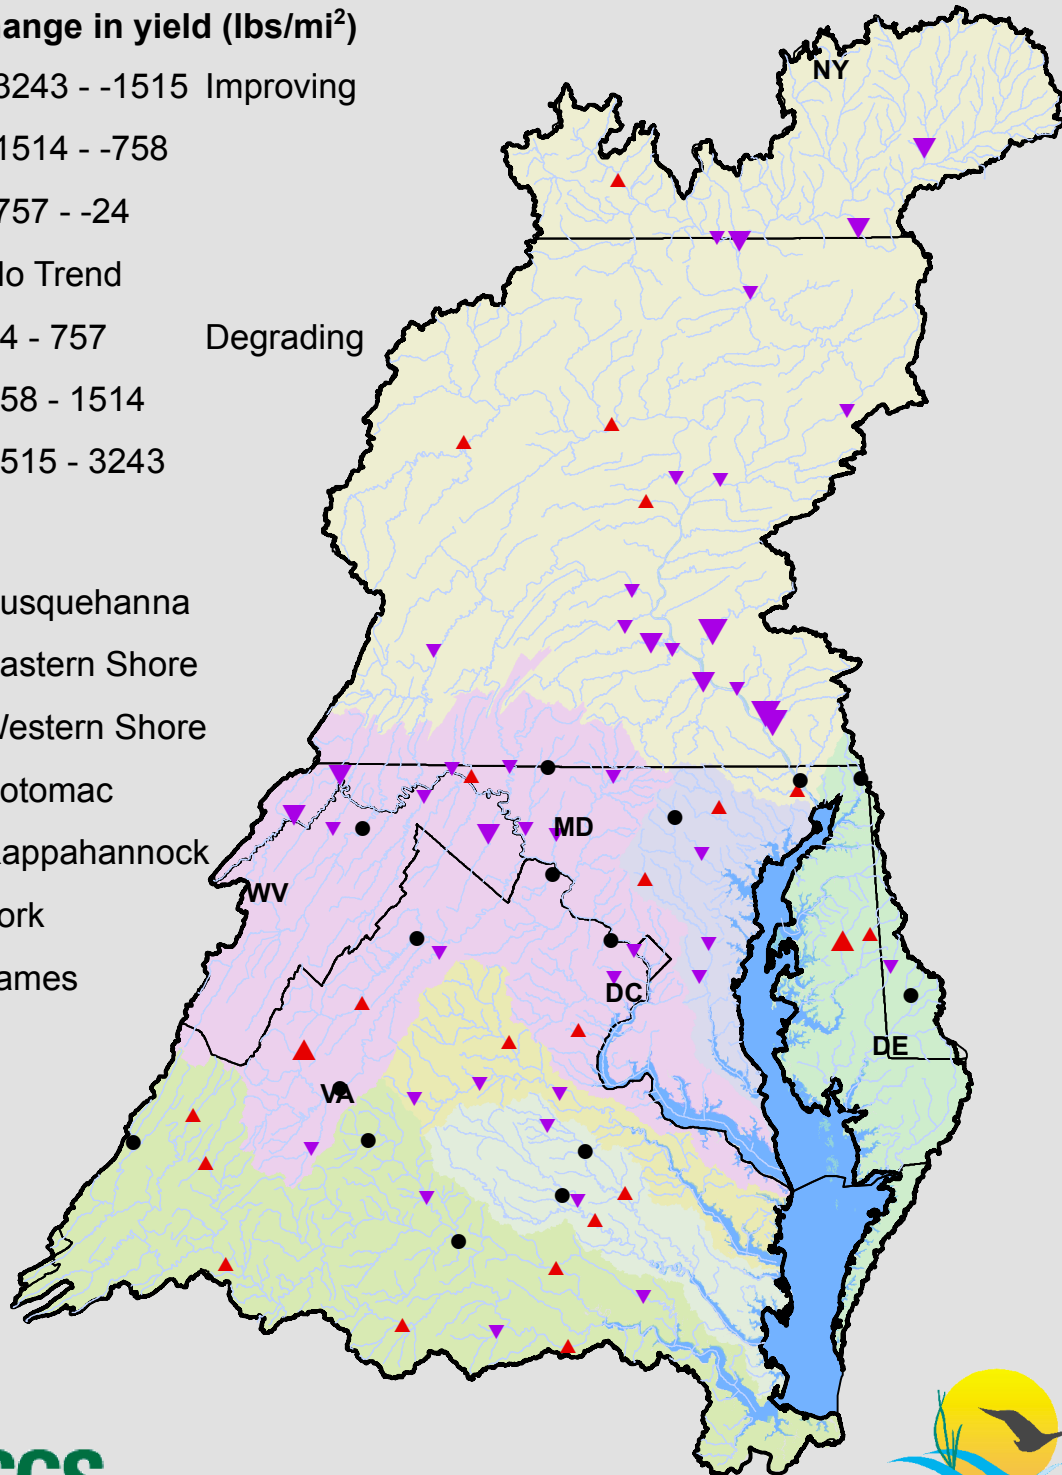 ange in yield (lbs/mi²)
3243 - -1515 Improving
1514 - -758
757 - -24
lo Trend
4 - 757 Degrading
58 - 1514
515 - 3243
usquehanna
astern Shore
Western Shore
otomac
appahannock
ork
ames
NY
MD
WV
DC
DE
VA